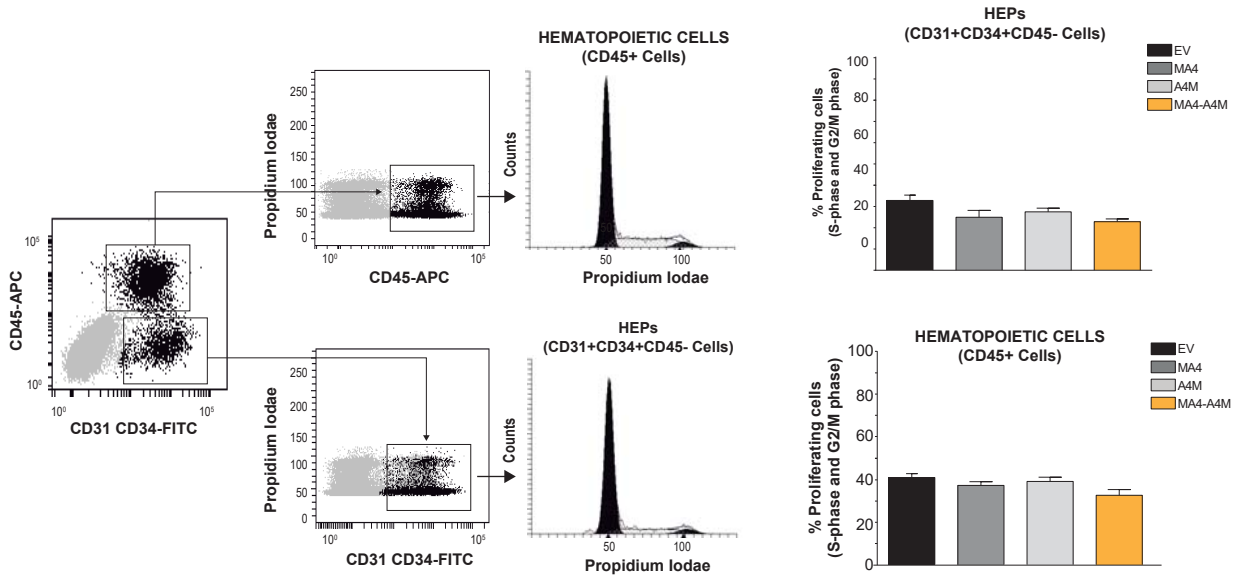 CD45-APC
10⁵
10⁰
10⁰
10⁵
CD31 CD34-FITC
Propidium Iodae
250
200
150
100
50
0
10⁰
10⁵
CD45-APC
HEMATOPOIETIC CELLS
(CD45+ Cells)
Counts
50
100
Propidium Iodae
Propidium Iodae
250
200
150
100
50
0
10⁰
10⁵
CD31 CD34-FITC
HEPs
(CD31+CD34+CD45- Cells)
Counts
50
100
Propidium Iodae
HEPs
(CD31+CD34+CD45- Cells)
% Proliferating cells
(S-phase and G2/M phase)
100
80
60
40
20
0
EV
MA4
A4M
MA4-A4M
HEMATOPOIETIC CELLS
(CD45+ Cells)
% Proliferating cells
(S-phase and G2/M phase)
100
80
60
40
20
0
EV
MA4
A4M
MA4-A4M